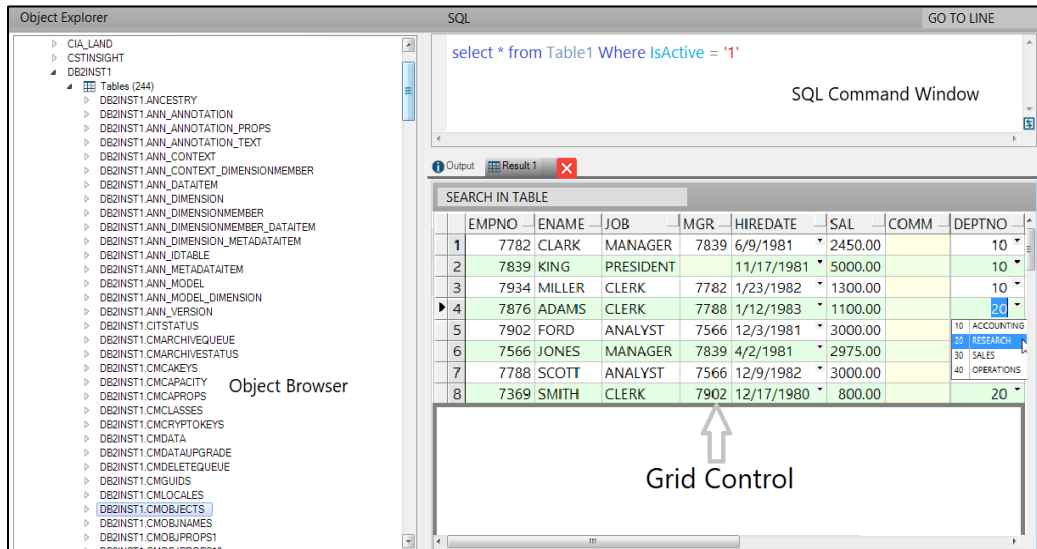 Object Explorer
SQL
GO TO LINE
CIA_LAND
CSTINSIGHT
DB2INST1
Tables (244)
DB2INST1.ANCESTRY
DB2INST1.ANN_ANNOTATION
DB2INST1.ANN_ANNOTATION_PROPS
DB2INST1.ANN_ANNOTATION_TEXT
DB2INST1.ANN_CONTEXT
DB2INST1.ANN_CONTEXT_DIMENSIONMEMBER
DB2INST1.ANN_DATAITEM
DB2INST1.ANN_DIMENSION
DB2INST1.ANN_DIMENSIONMEMBER
DB2INST1.ANN_DIMENSIONMEMBER_DATAITEM
DB2INST1.ANN_DIMENSION_METADATAITEM
DB2INST1.ANN_IDTABLE
DB2INST1.ANN_METADATAITEM
DB2INST1.ANN_MODEL
DB2INST1.ANN_MODEL_DIMENSION
DB2INST1.ANN_VERSION
DB2INST1.CITSTATUS
DB2INST1.CMARCHIVEQUEUE
DB2INST1.CMARCHIVESTATUS
DB2INST1.CMCAKEYS
DB2INST1.CMCAPACITY
DB2INST1.CMCAPROPS
DB2INST1.CMCLASSES
DB2INST1.CMCRYPTOKEYS
DB2INST1.CMDATA
DB2INST1.CMDATAUPGRADE
DB2INST1.CMDELETEQUEUE
DB2INST1.CMGUIDS
DB2INST1.CMLOCALES
DB2INST1.CMOBJECTS
DB2INST1.CMOBJNAMES
DB2INST1.CMOBJPROPS1
Object Browser
select * from Table1 Where IsActive = '1'
SQL Command Window
Output Result 1
SEARCH IN TABLE
EMPNO ENAME JOB MGR HIREDATE SAL COMM DEPTNO
1 7782 CLARK MANAGER 7839 6/9/1981 2450.00 10
2 7839 KING PRESIDENT 11/17/1981 5000.00 10
3 7934 MILLER CLERK 7782 1/23/1982 1300.00 10
4 7876 ADAMS CLERK 7788 1/12/1983 1100.00 20
5 7902 FORD ANALYST 7566 12/3/1981 3000.00
6 7566 JONES MANAGER 7839 4/2/1981 2975.00
7 7788 SCOTT ANALYST 7566 12/9/1982 3000.00
8 7369 SMITH CLERK 7902 12/17/1980 800.00 20
10 ACCOUNTING
20 RESEARCH
30 SALES
40 OPERATIONS
Grid Control